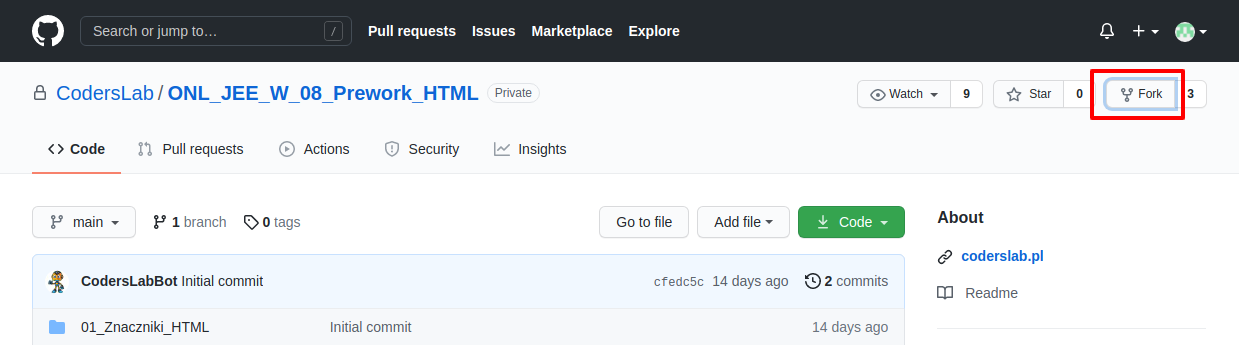 Search or jump to… / Pull requests Issues Marketplace Explore
CodersLab / ONL_JEE_W_08_Prework_HTML Private Watch 9 Star 0 Fork 3
Code Pull requests Actions Security Insights
main 1 branch 0 tags Go to file Add file Code About
CodersLabBot Initial commit cfedc5c 14 days ago 2 commits coderslab.pl
Readme
01_Znaczniki_HTML Initial commit 14 days ago